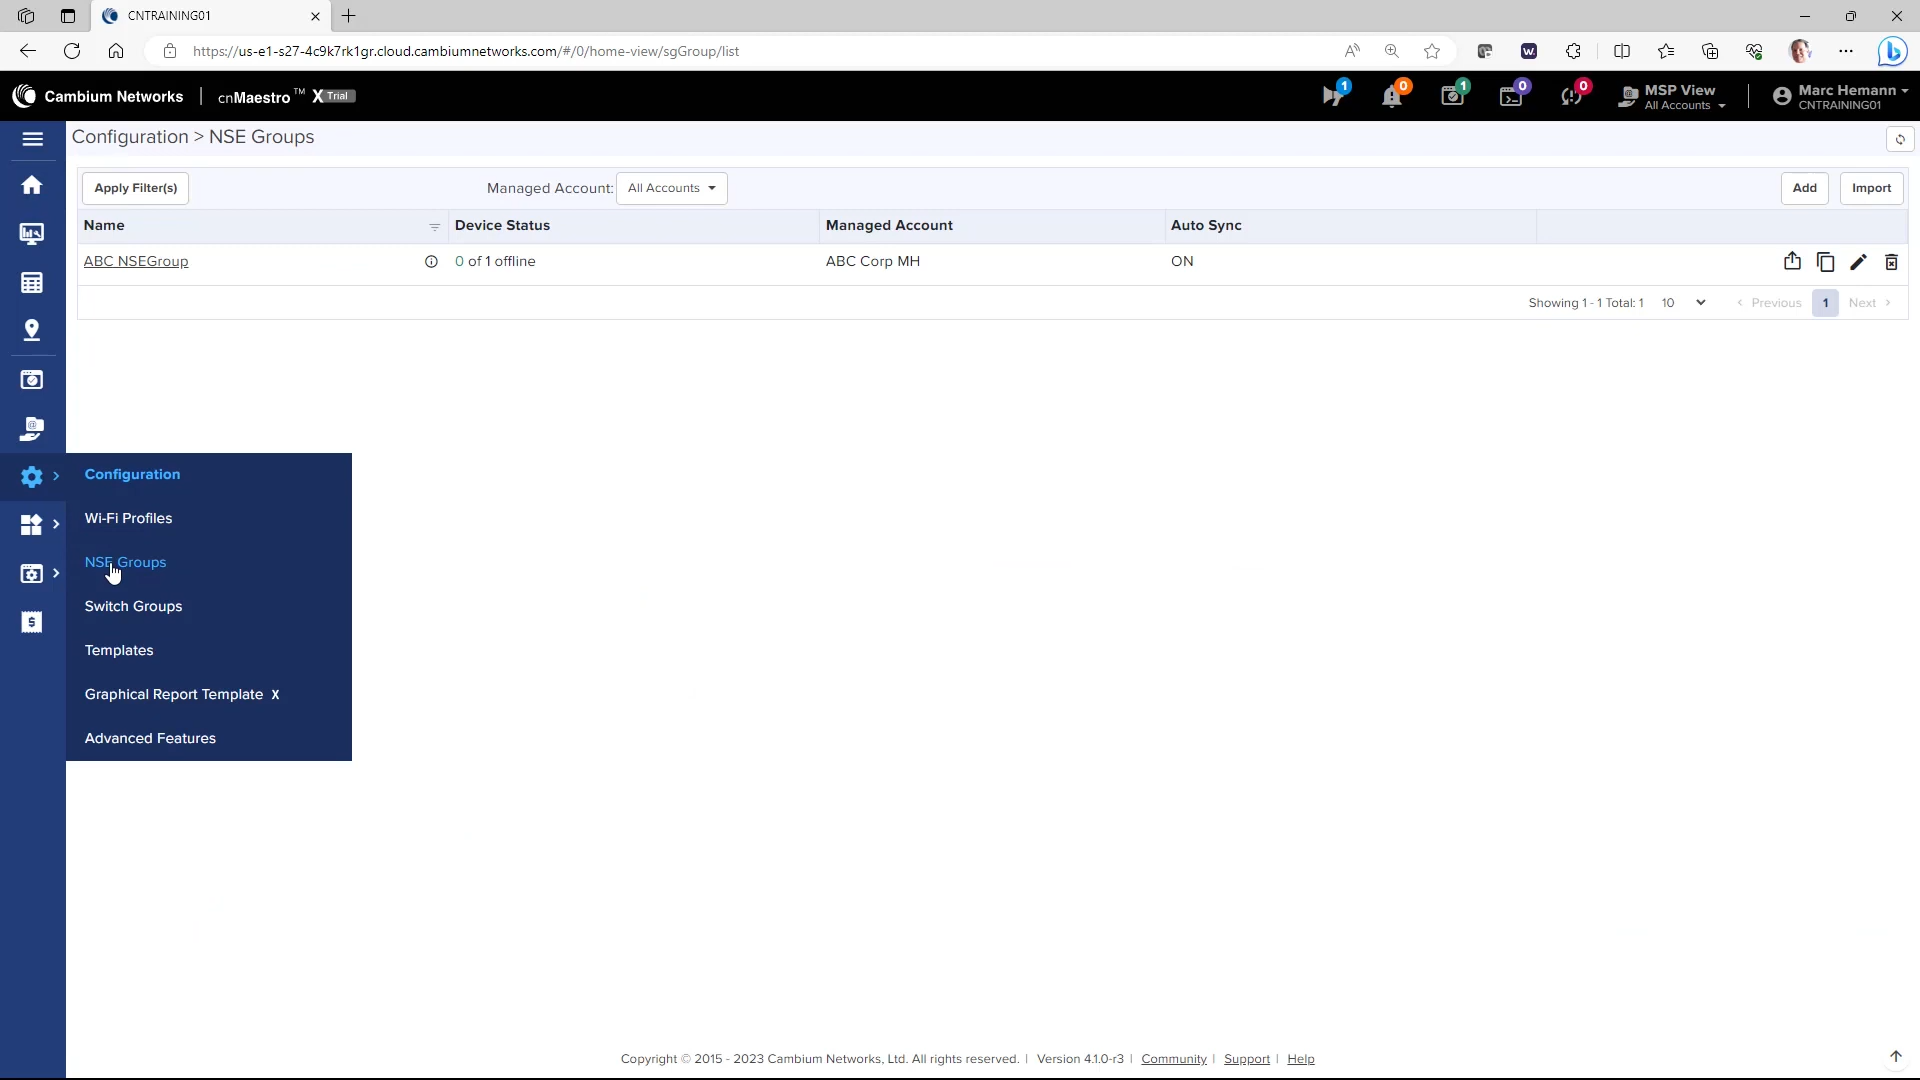 CNTRAINING01
https://us-e1-s27-4c9k7rk1gr.cloud.cambiumnetworks.com/#/0/home-view/sgGroup/list
Cambium Networks | cnMaestro™ X Trial
1 0 1 0 0
MSP View
All Accounts
Marc Hemann
CNTRAINING01
Configuration > NSE Groups
Apply Filter(s) Managed Account: All Accounts Add Import
Name Device Status Managed Account Auto Sync
ABC NSEGroup 0 of 1 offline ABC Corp MH ON
Showing 1 - 1 Total: 1 10 < Previous 1 Next >
Configuration
Wi-Fi Profiles
NSE Groups
Switch Groups
Templates
Graphical Report Template X
Advanced Features
Copyright © 2015 - 2023 Cambium Networks, Ltd. All rights reserved. | Version 4.1.0-r3 | Community | Support | Help